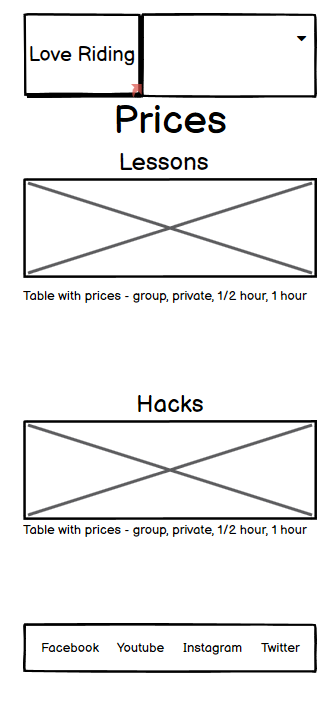 Love Riding
Prices
Lessons
Table with prices - group, private, 1/2 hour, 1 hour
Hacks
Table with prices - group, private, 1/2 hour, 1 hour
Facebook Youtube Instagram Twitter